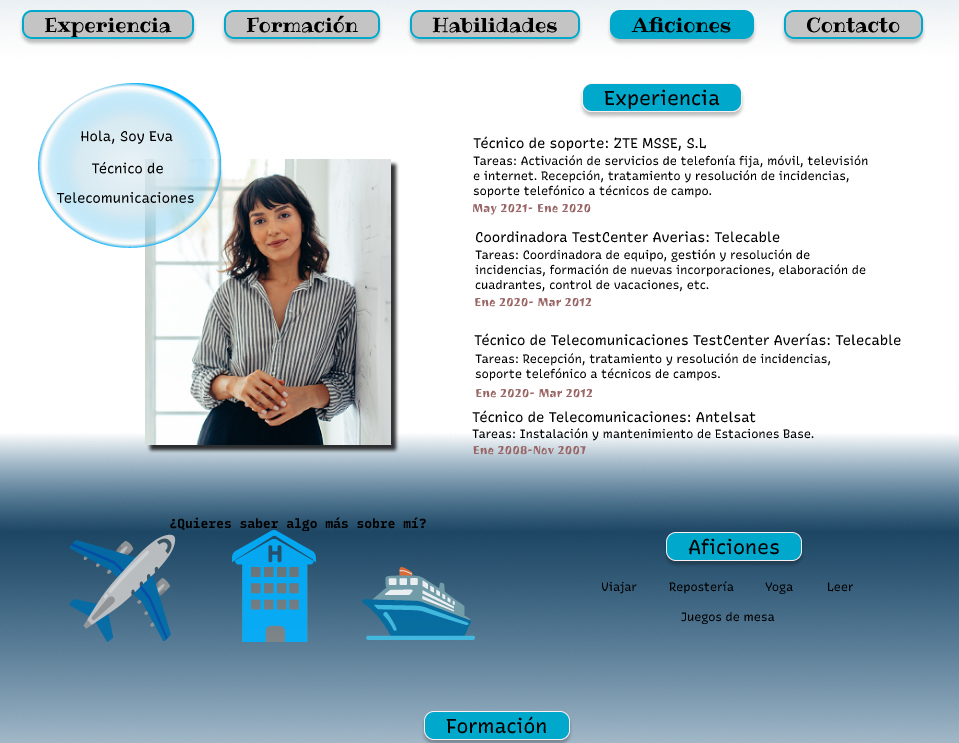 Experiencia Formación Habilidades Aficiones Contacto
Hola, Soy Eva
Técnico de
Telecomunicaciones
Experiencia
Técnico de soporte: ZTE MSSE, S.L
Tareas: Activación de servicios de telefonía fija, móvil, televisión
e internet. Recepción, tratamiento y resolución de incidencias,
soporte telefónico a técnicos de campo.
May 2021- Ene 2020
Coordinadora TestCenter Averias: Telecable
Tareas: Coordinadora de equipo, gestión y resolución de
incidencias, formación de nuevas incorporaciones, elaboración de
cuadrantes, control de vacaciones, etc.
Ene 2020- Mar 2012
Técnico de Telecomunicaciones TestCenter Averías: Telecable
Tareas: Recepción, tratamiento y resolución de incidencias,
soporte telefónico a técnicos de campos.
Ene 2020- Mar 2012
Técnico de Telecomunicaciones: Antelsat
Tareas: Instalación y mantenimiento de Estaciones Base.
Ene 2008-Nov 2007
¿Quieres saber algo más sobre mí?
H
Aficiones
Viajar Repostería Yoga Leer
Juegos de mesa
Formación